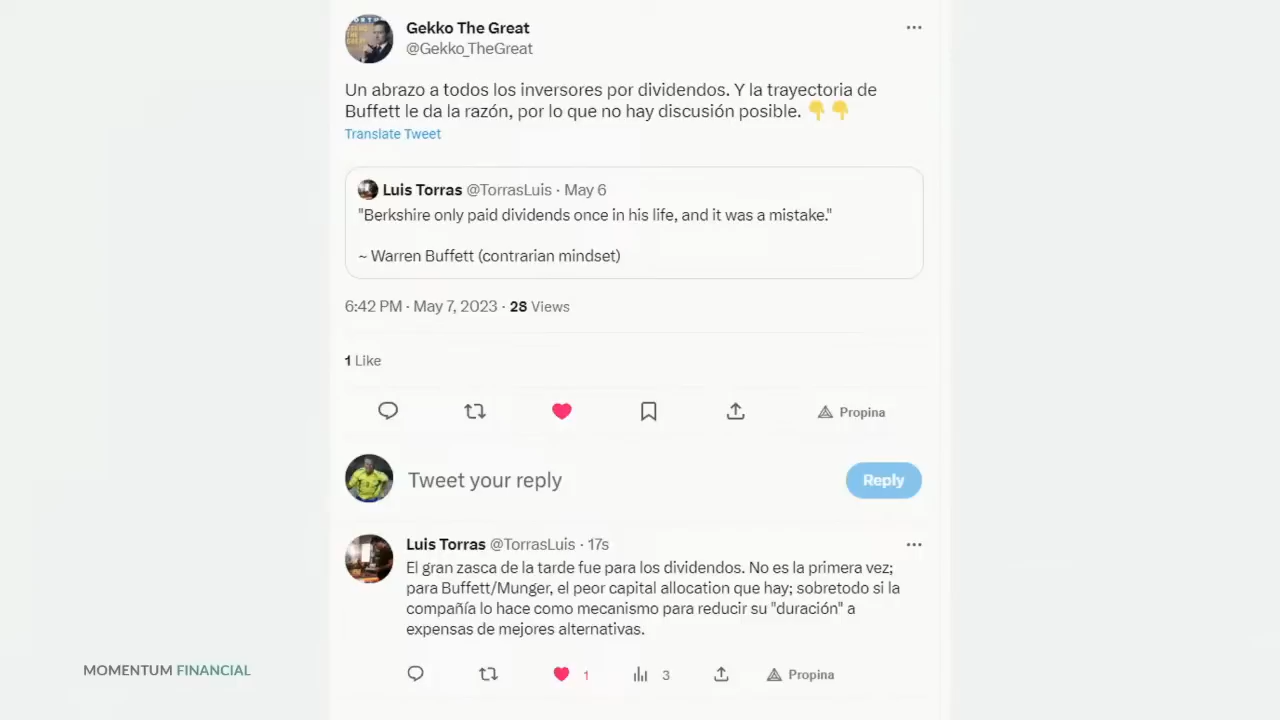 Gekko The Great
@Gekko_TheGreat
Un abrazo a todos los inversores por dividendos. Y la trayectoria de
Buffett le da la razón, por lo que no hay discusión posible. 👇👇
Translate Tweet
Luis Torras @TorrasLuis · May 6
"Berkshire only paid dividends once in his life, and it was a mistake."
~ Warren Buffett (contrarian mindset)
6:42 PM · May 7, 2023 · 28 Views
1 Like
Propina
Tweet your reply
Reply
Luis Torras @TorrasLuis · 17s
El gran zasca de la tarde fue para los dividendos. No es la primera vez;
para Buffett/Munger, el peor capital allocation que hay; sobretodo si la
compañía lo hace como mecanismo para reducir su "duración" a
expensas de mejores alternativas.
1 3 Propina
MOMENTUM FINANCIAL